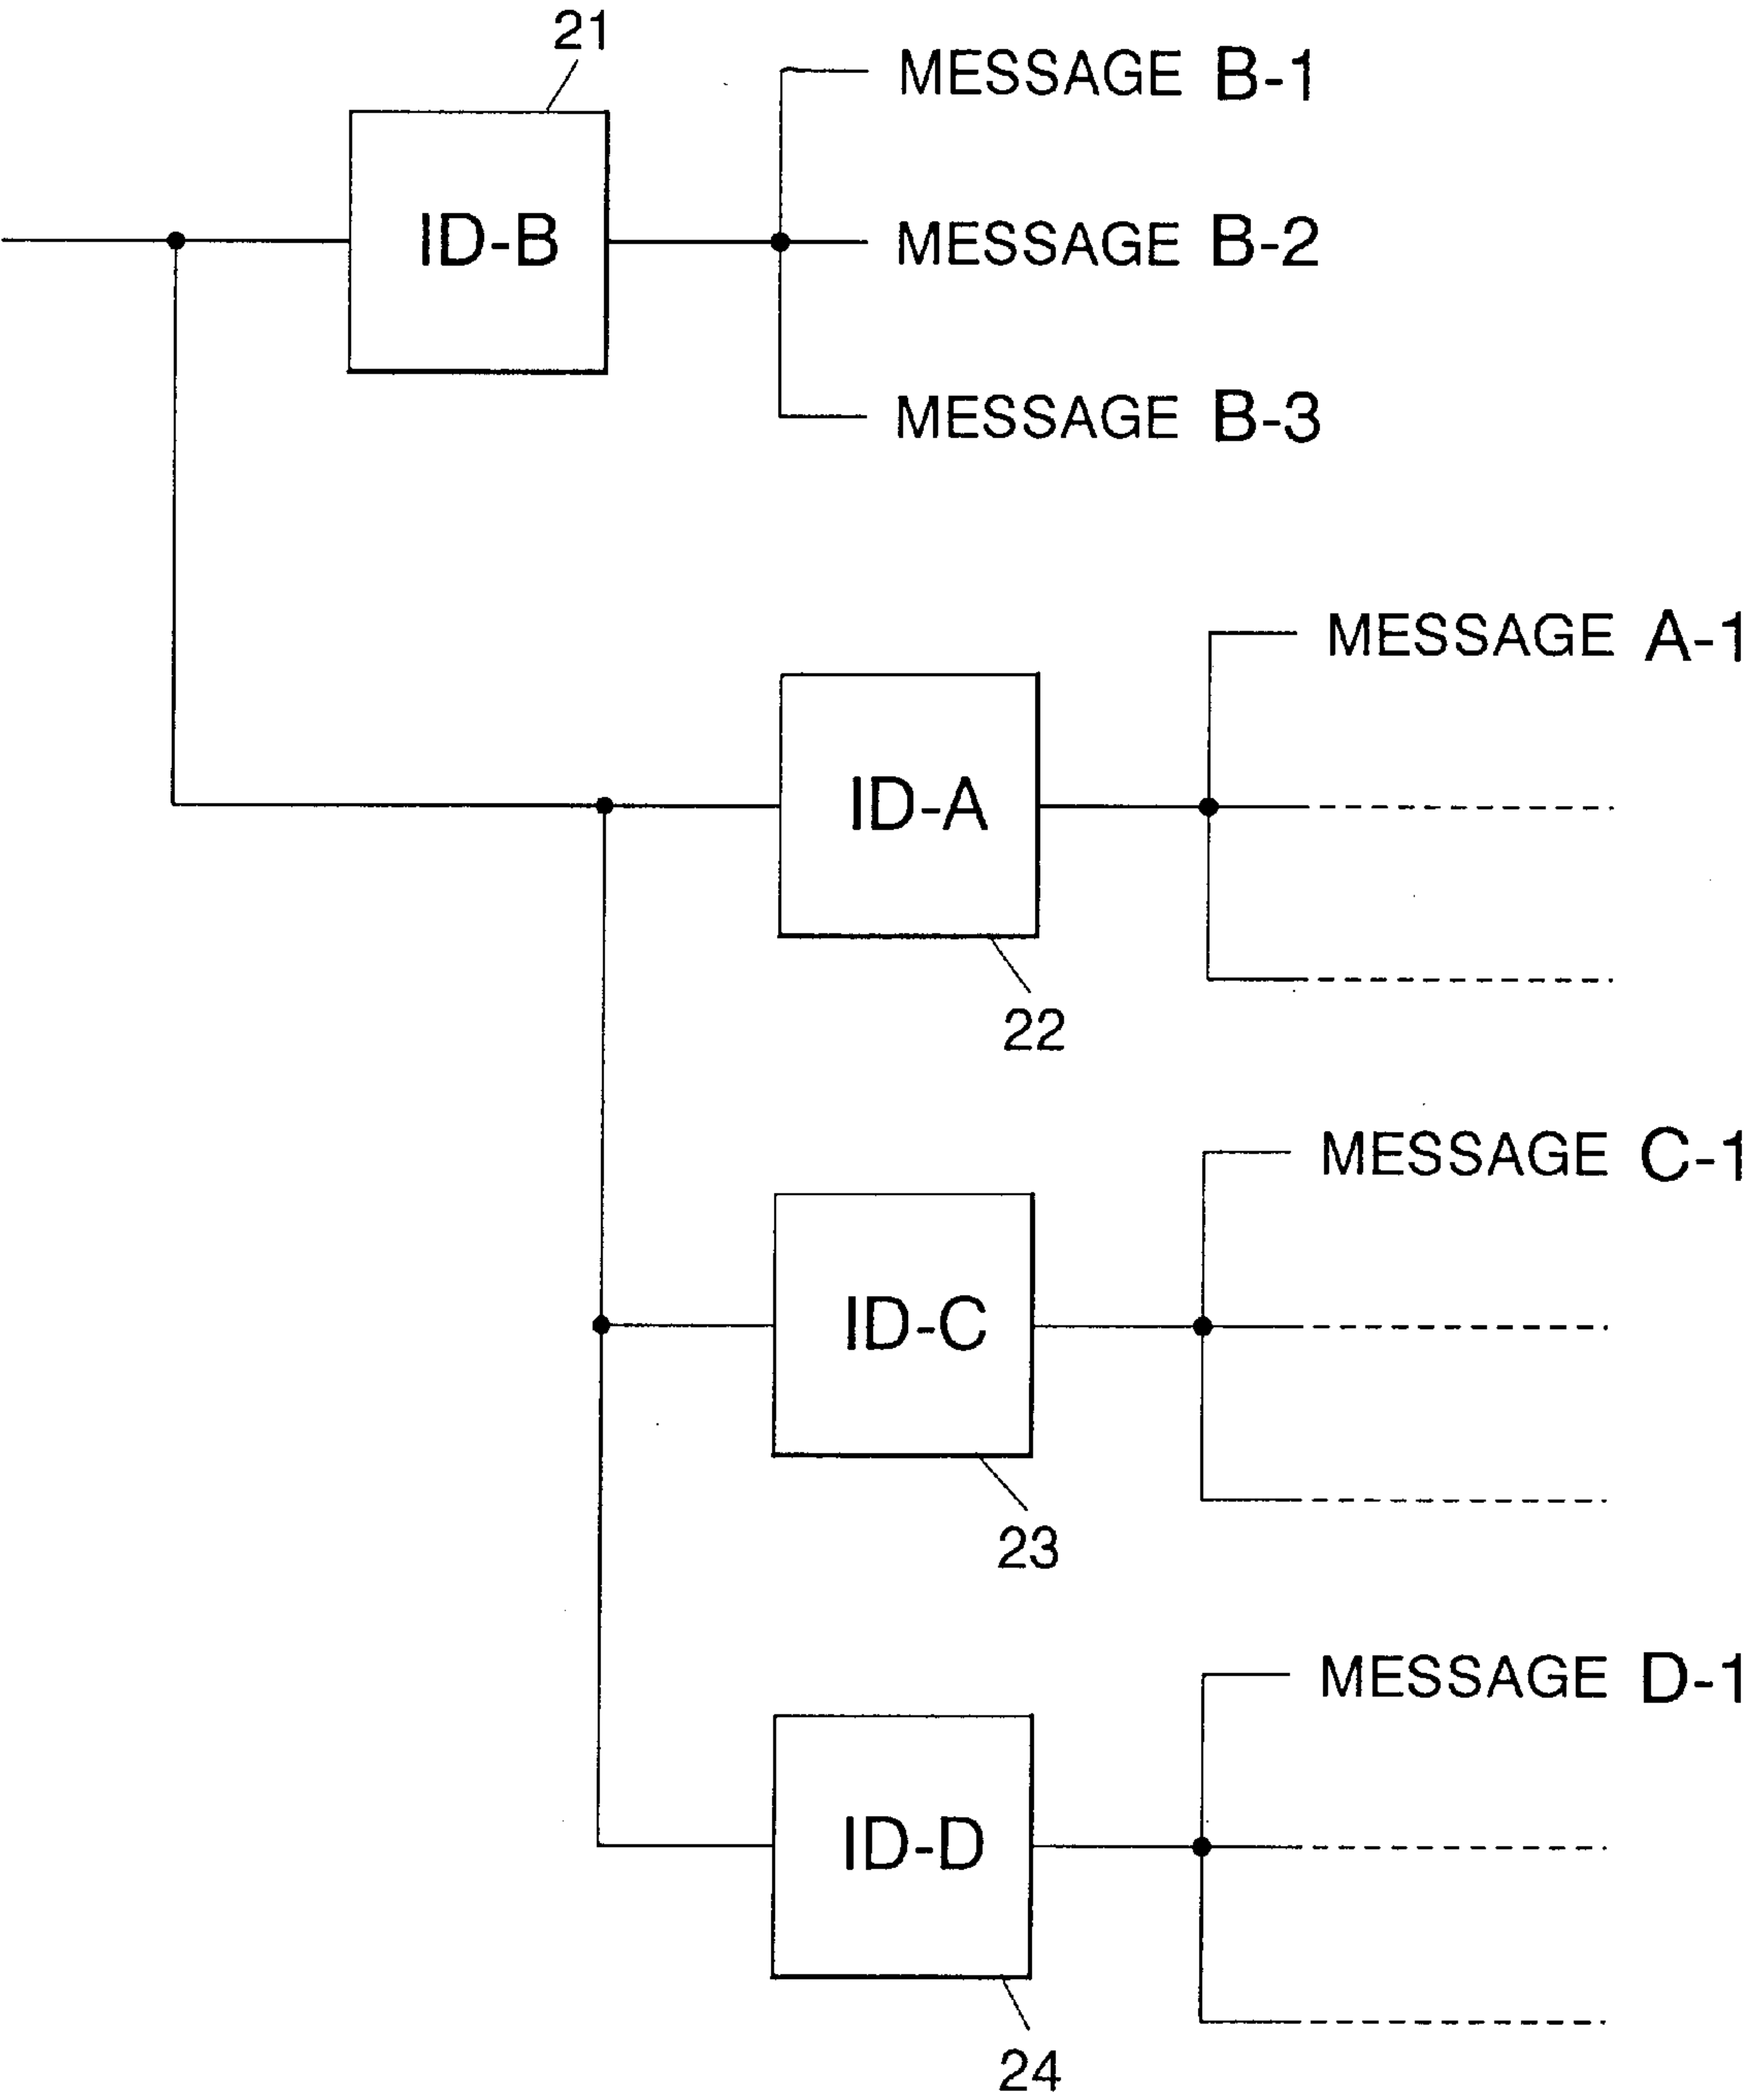 21
MESSAGE B-1
ID-B
MESSAGE B-2
MESSAGE B-3
MESSAGE A-1
ID-A
22
MESSAGE C-1
ID-C
23
MESSAGE D-1
ID-D
24